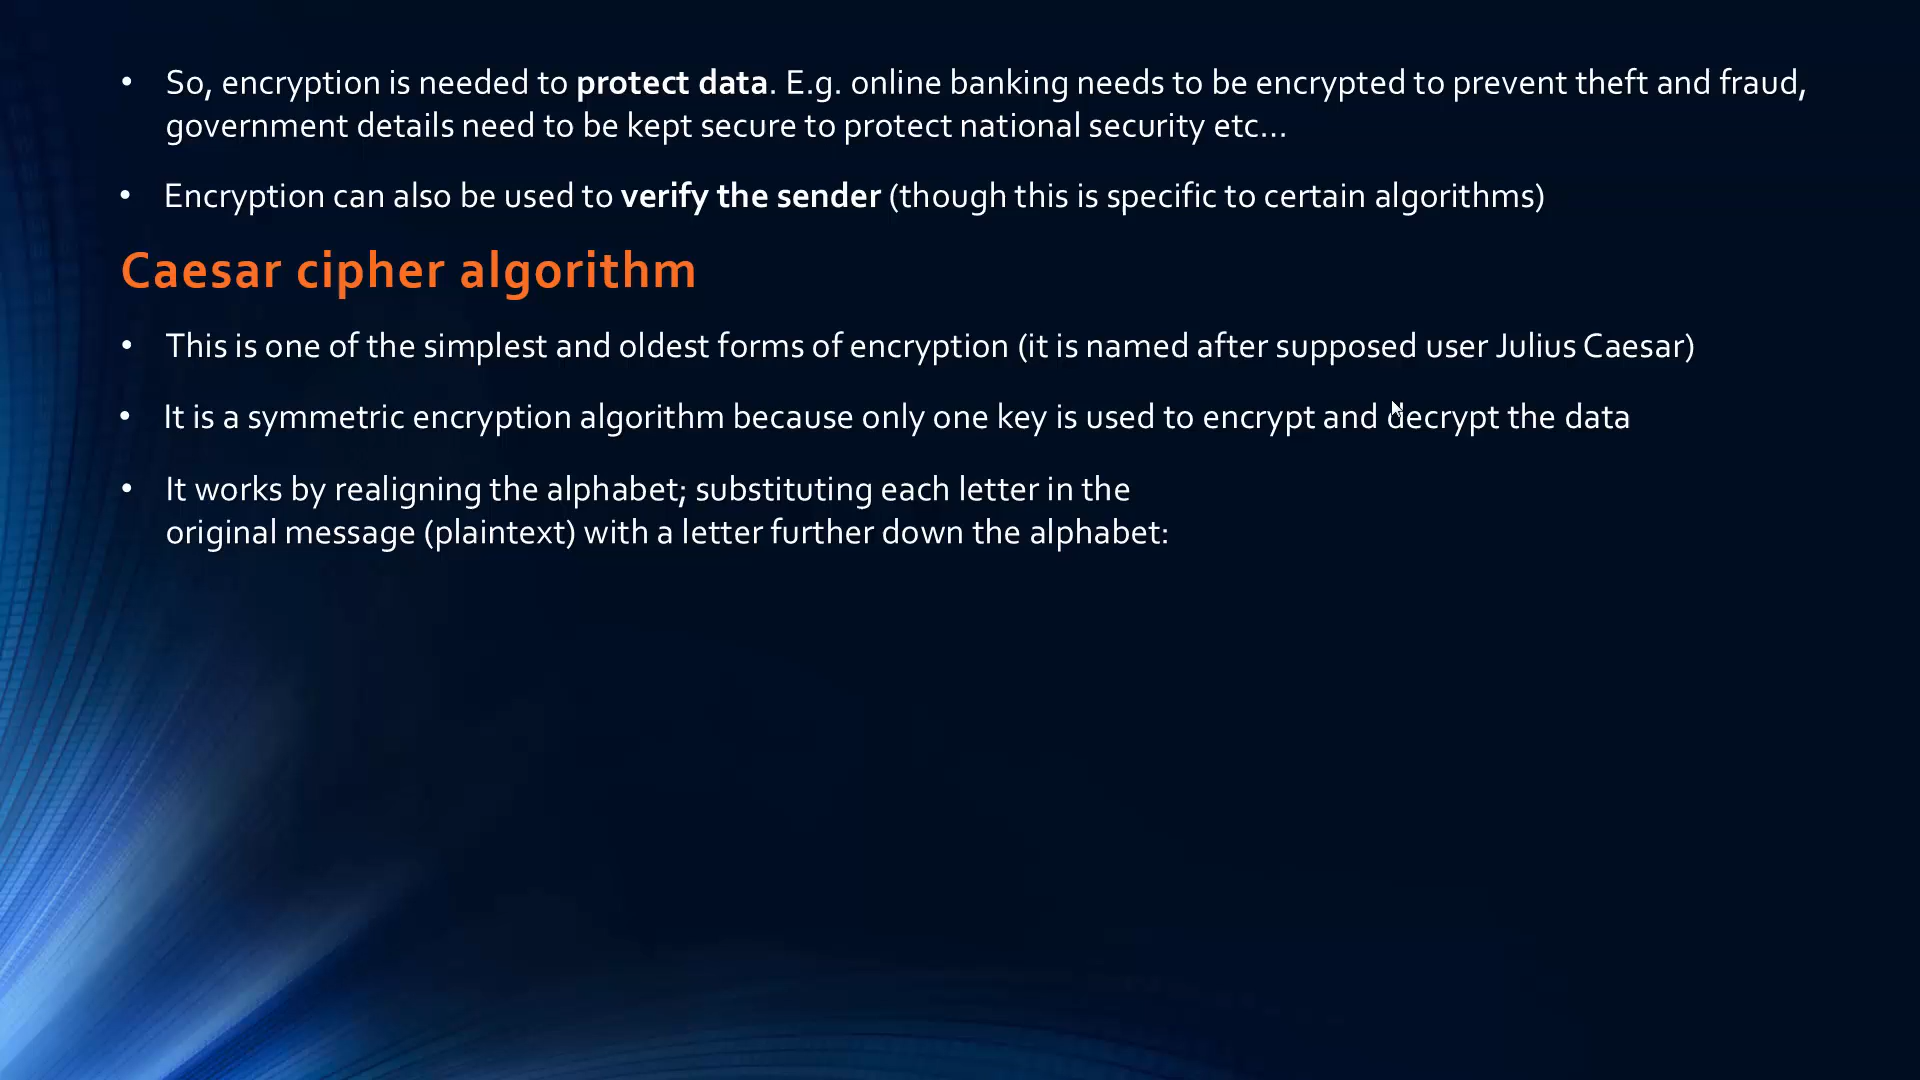 • So, encryption is needed to protect data. E.g. online banking needs to be encrypted to prevent theft and fraud,
government details need to be kept secure to protect national security etc...
• Encryption can also be used to verify the sender (though this is specific to certain algorithms)
Caesar cipher algorithm
• This is one of the simplest and oldest forms of encryption (it is named after supposed user Julius Caesar)
• It is a symmetric encryption algorithm because only one key is used to encrypt and decrypt the data
• It works by realigning the alphabet; substituting each letter in the
original message (plaintext) with a letter further down the alphabet: